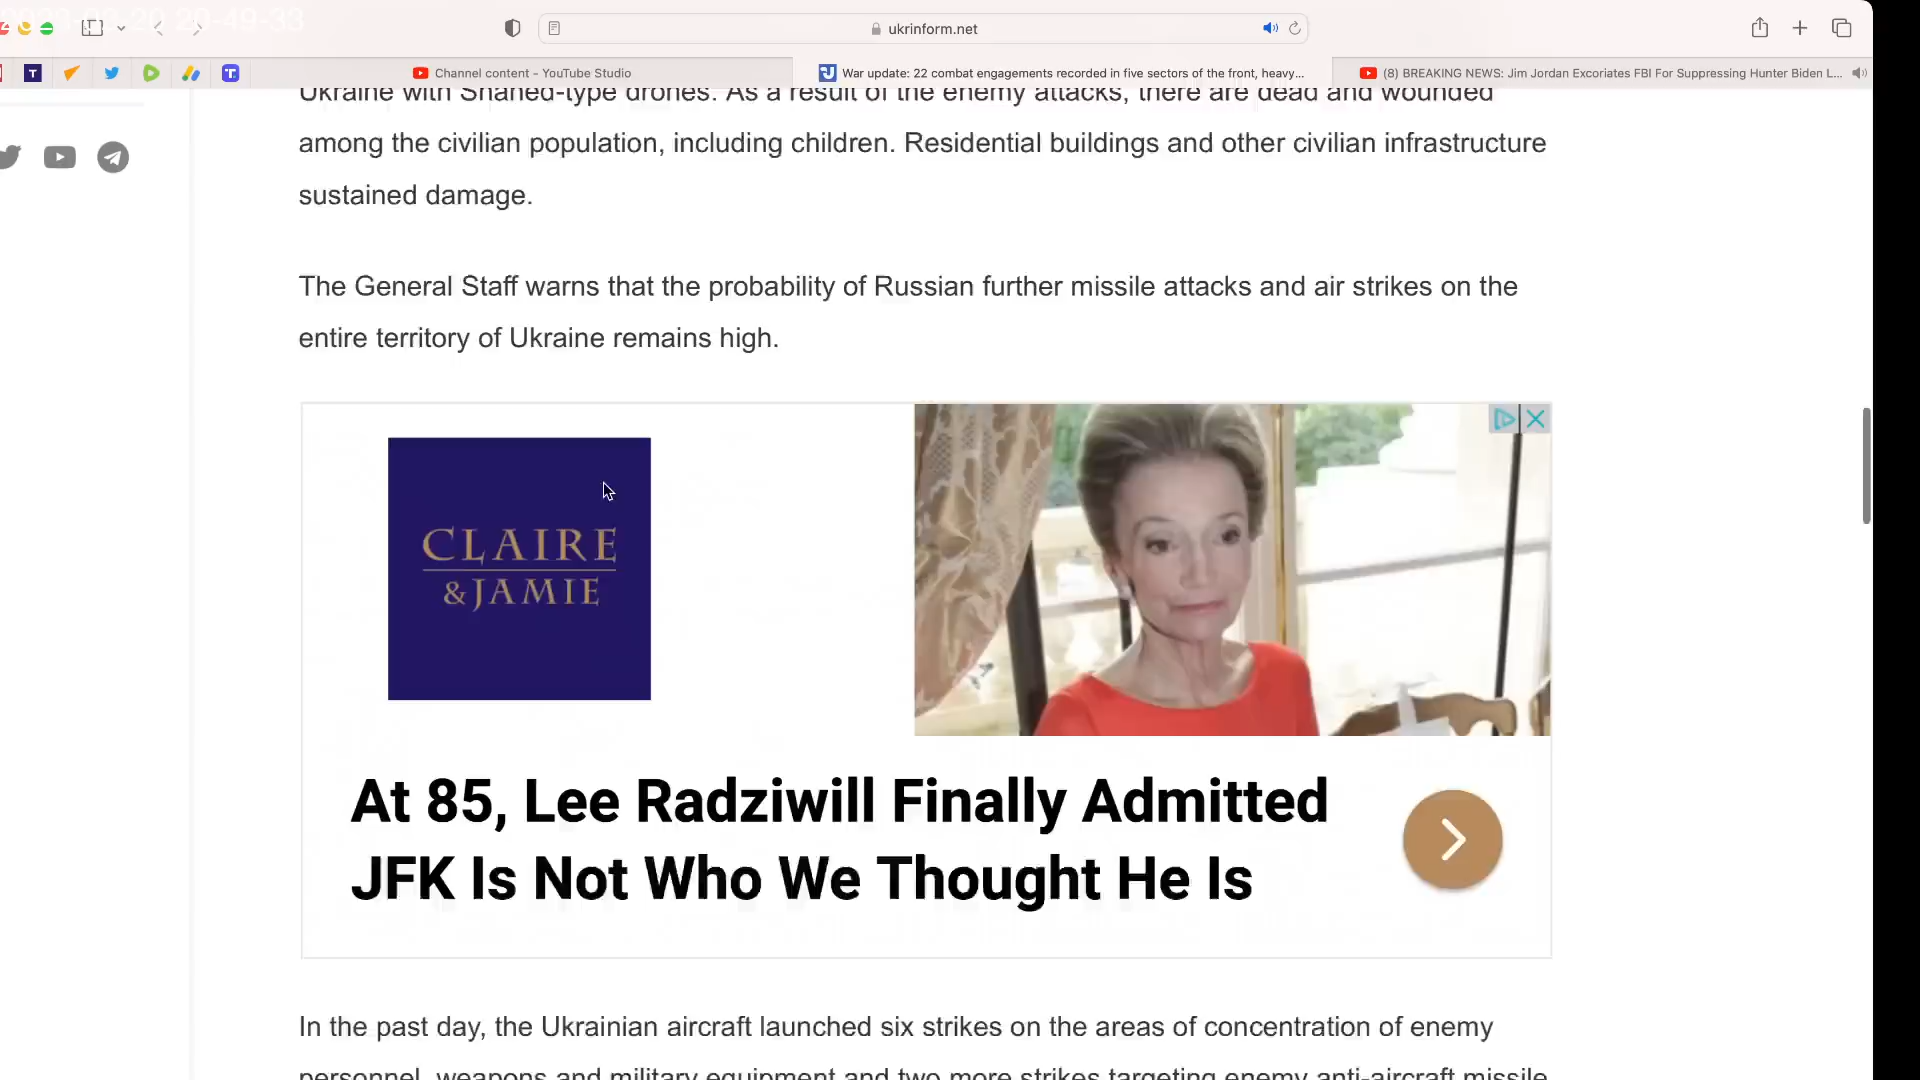 20-49-33
ukrinform.net
Channel content - YouTube Studio
War update: 22 combat engagements recorded in five sectors of the front, heavy...
(8) BREAKING NEWS: Jim Jordan Excoriates FBI For Suppressing Hunter Biden L...
Ukraine with Shahed-type drones. As a result of the enemy attacks, there are dead and wounded
among the civilian population, including children. Residential buildings and other civilian infrastructure
sustained damage.
The General Staff warns that the probability of Russian further missile attacks and air strikes on the
entire territory of Ukraine remains high.
CLAIRE
& JAMIE
At 85, Lee Radziwill Finally Admitted
JFK Is Not Who We Thought He Is
In the past day, the Ukrainian aircraft launched six strikes on the areas of concentration of enemy
personnel, weapons and military equipment and two more strikes targeting enemy anti-aircraft missile